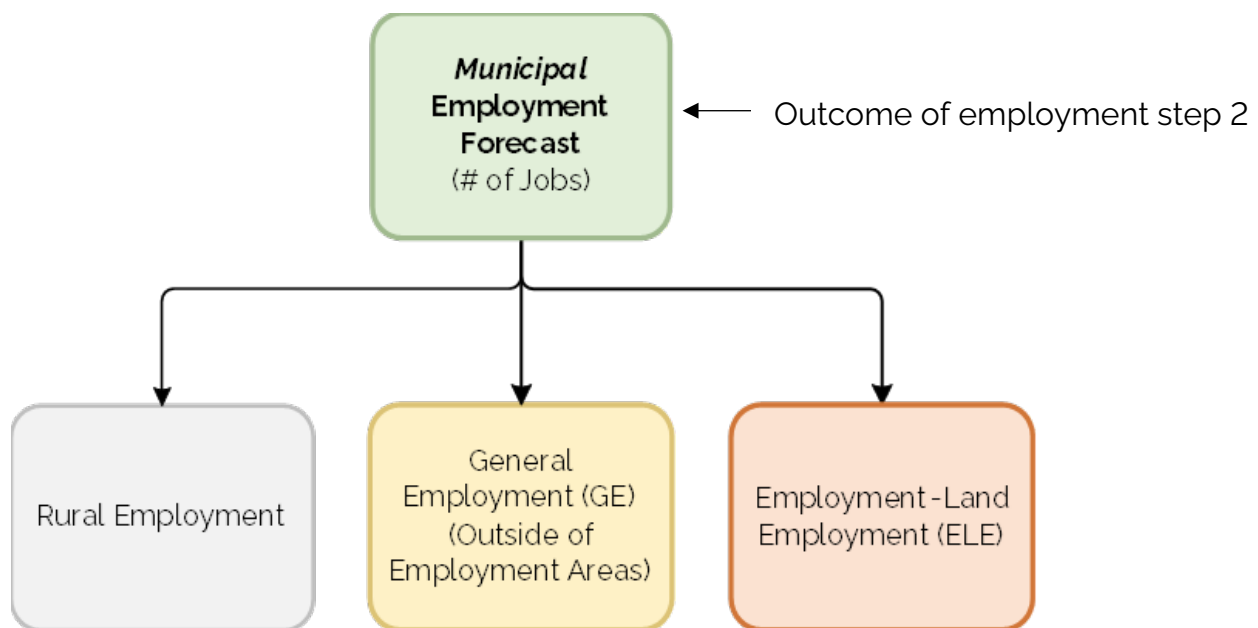 Municipal
Employment
Forecast
(# of Jobs)
Outcome of employment step 2
Rural Employment
General
Employment (GE)
(Outside of
Employment Areas)
Employment-Land
Employment (ELE)